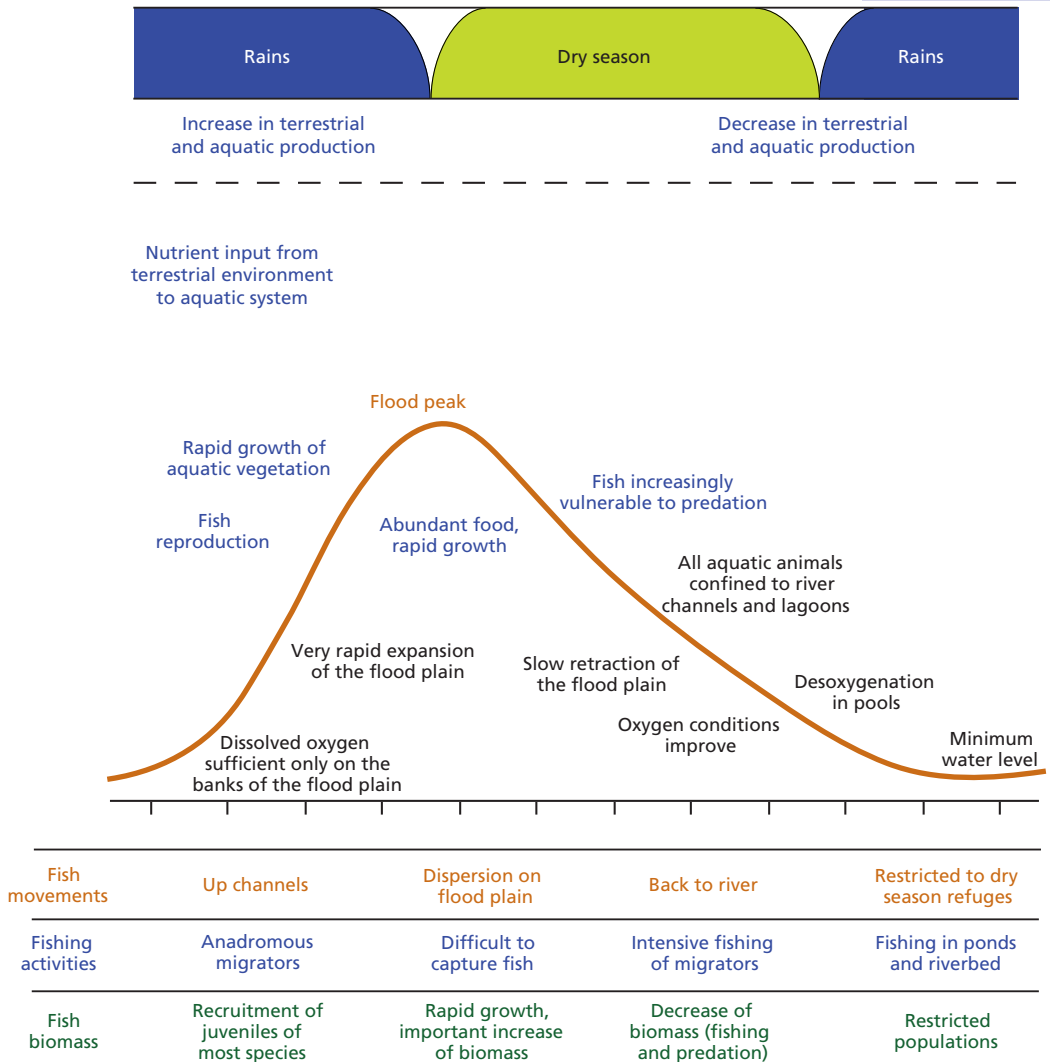 Rains
Dry season
Rains
Increase in terrestrial
and aquatic production
Decrease in terrestrial
and aquatic production
Nutrient input from
terrestrial environment
to aquatic system
Flood peak
Rapid growth of
aquatic vegetation
Fish increasingly
vulnerable to predation
Fish
reproduction
Abundant food,
rapid growth
All aquatic animals
confined to river
channels and lagoons
Very rapid expansion
of the flood plain
Slow retraction of
the flood plain
Desoxygenation
in pools
Oxygen conditions
improve
Dissolved oxygen
sufficient only on the
banks of the flood plain
Minimum
water level
Fish
movements
Up channels
Dispersion on
flood plain
Back to river
Restricted to dry
season refuges
Fishing
activities
Anadromous
migrators
Difficult to
capture fish
Intensive fishing
of migrators
Fishing in ponds
and riverbed
Fish
biomass
Recruitment of
juveniles of
most species
Rapid growth,
important increase
of biomass
Decrease of
biomass (fishing
and predation)
Restricted
populations